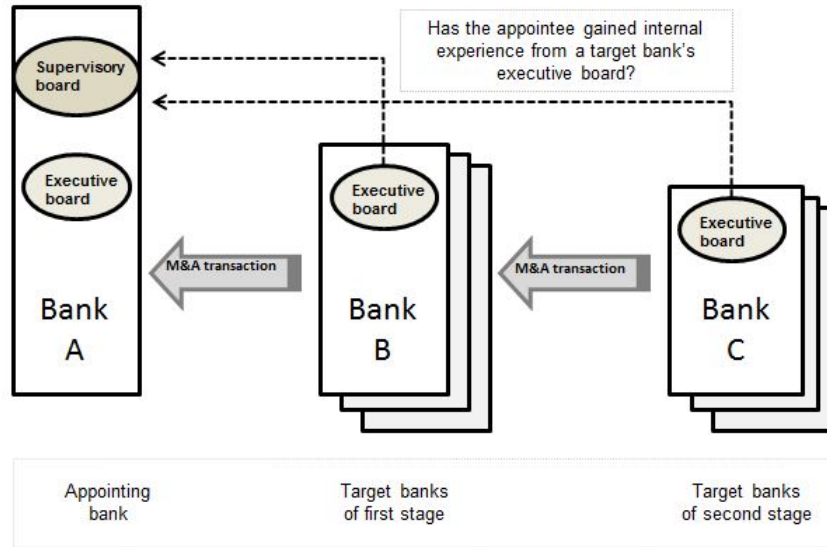 Has the appointee gained internal
experience from a target bank's
executive board?
Supervisory
board
Executive
board
Executive
board
Executive
board
M&A transaction
M&A transaction
Bank
A
Bank
B
Bank
C
Appointing
bank
Target banks
of first stage
Target banks
of second stage